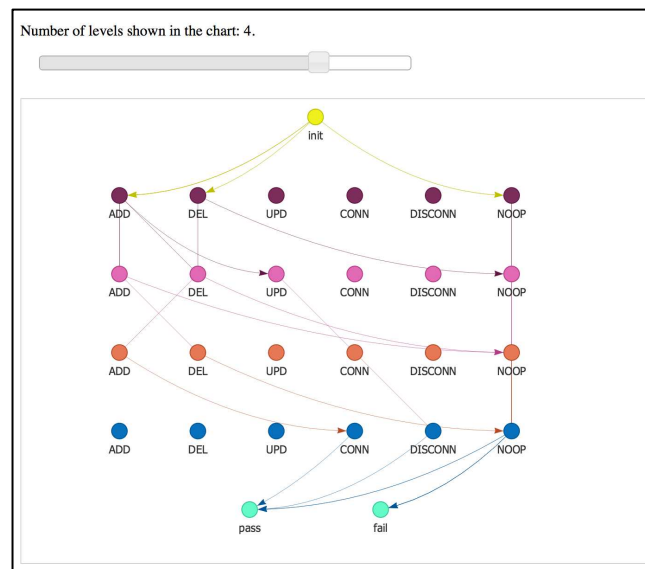 Number of levels shown in the chart: 4.
init
ADD DEL UPD CONN DISCONN NOOP
ADD DEL UPD CONN DISCONN NOOP
ADD DEL UPD CONN DISCONN NOOP
ADD DEL UPD CONN DISCONN NOOP
pass fail